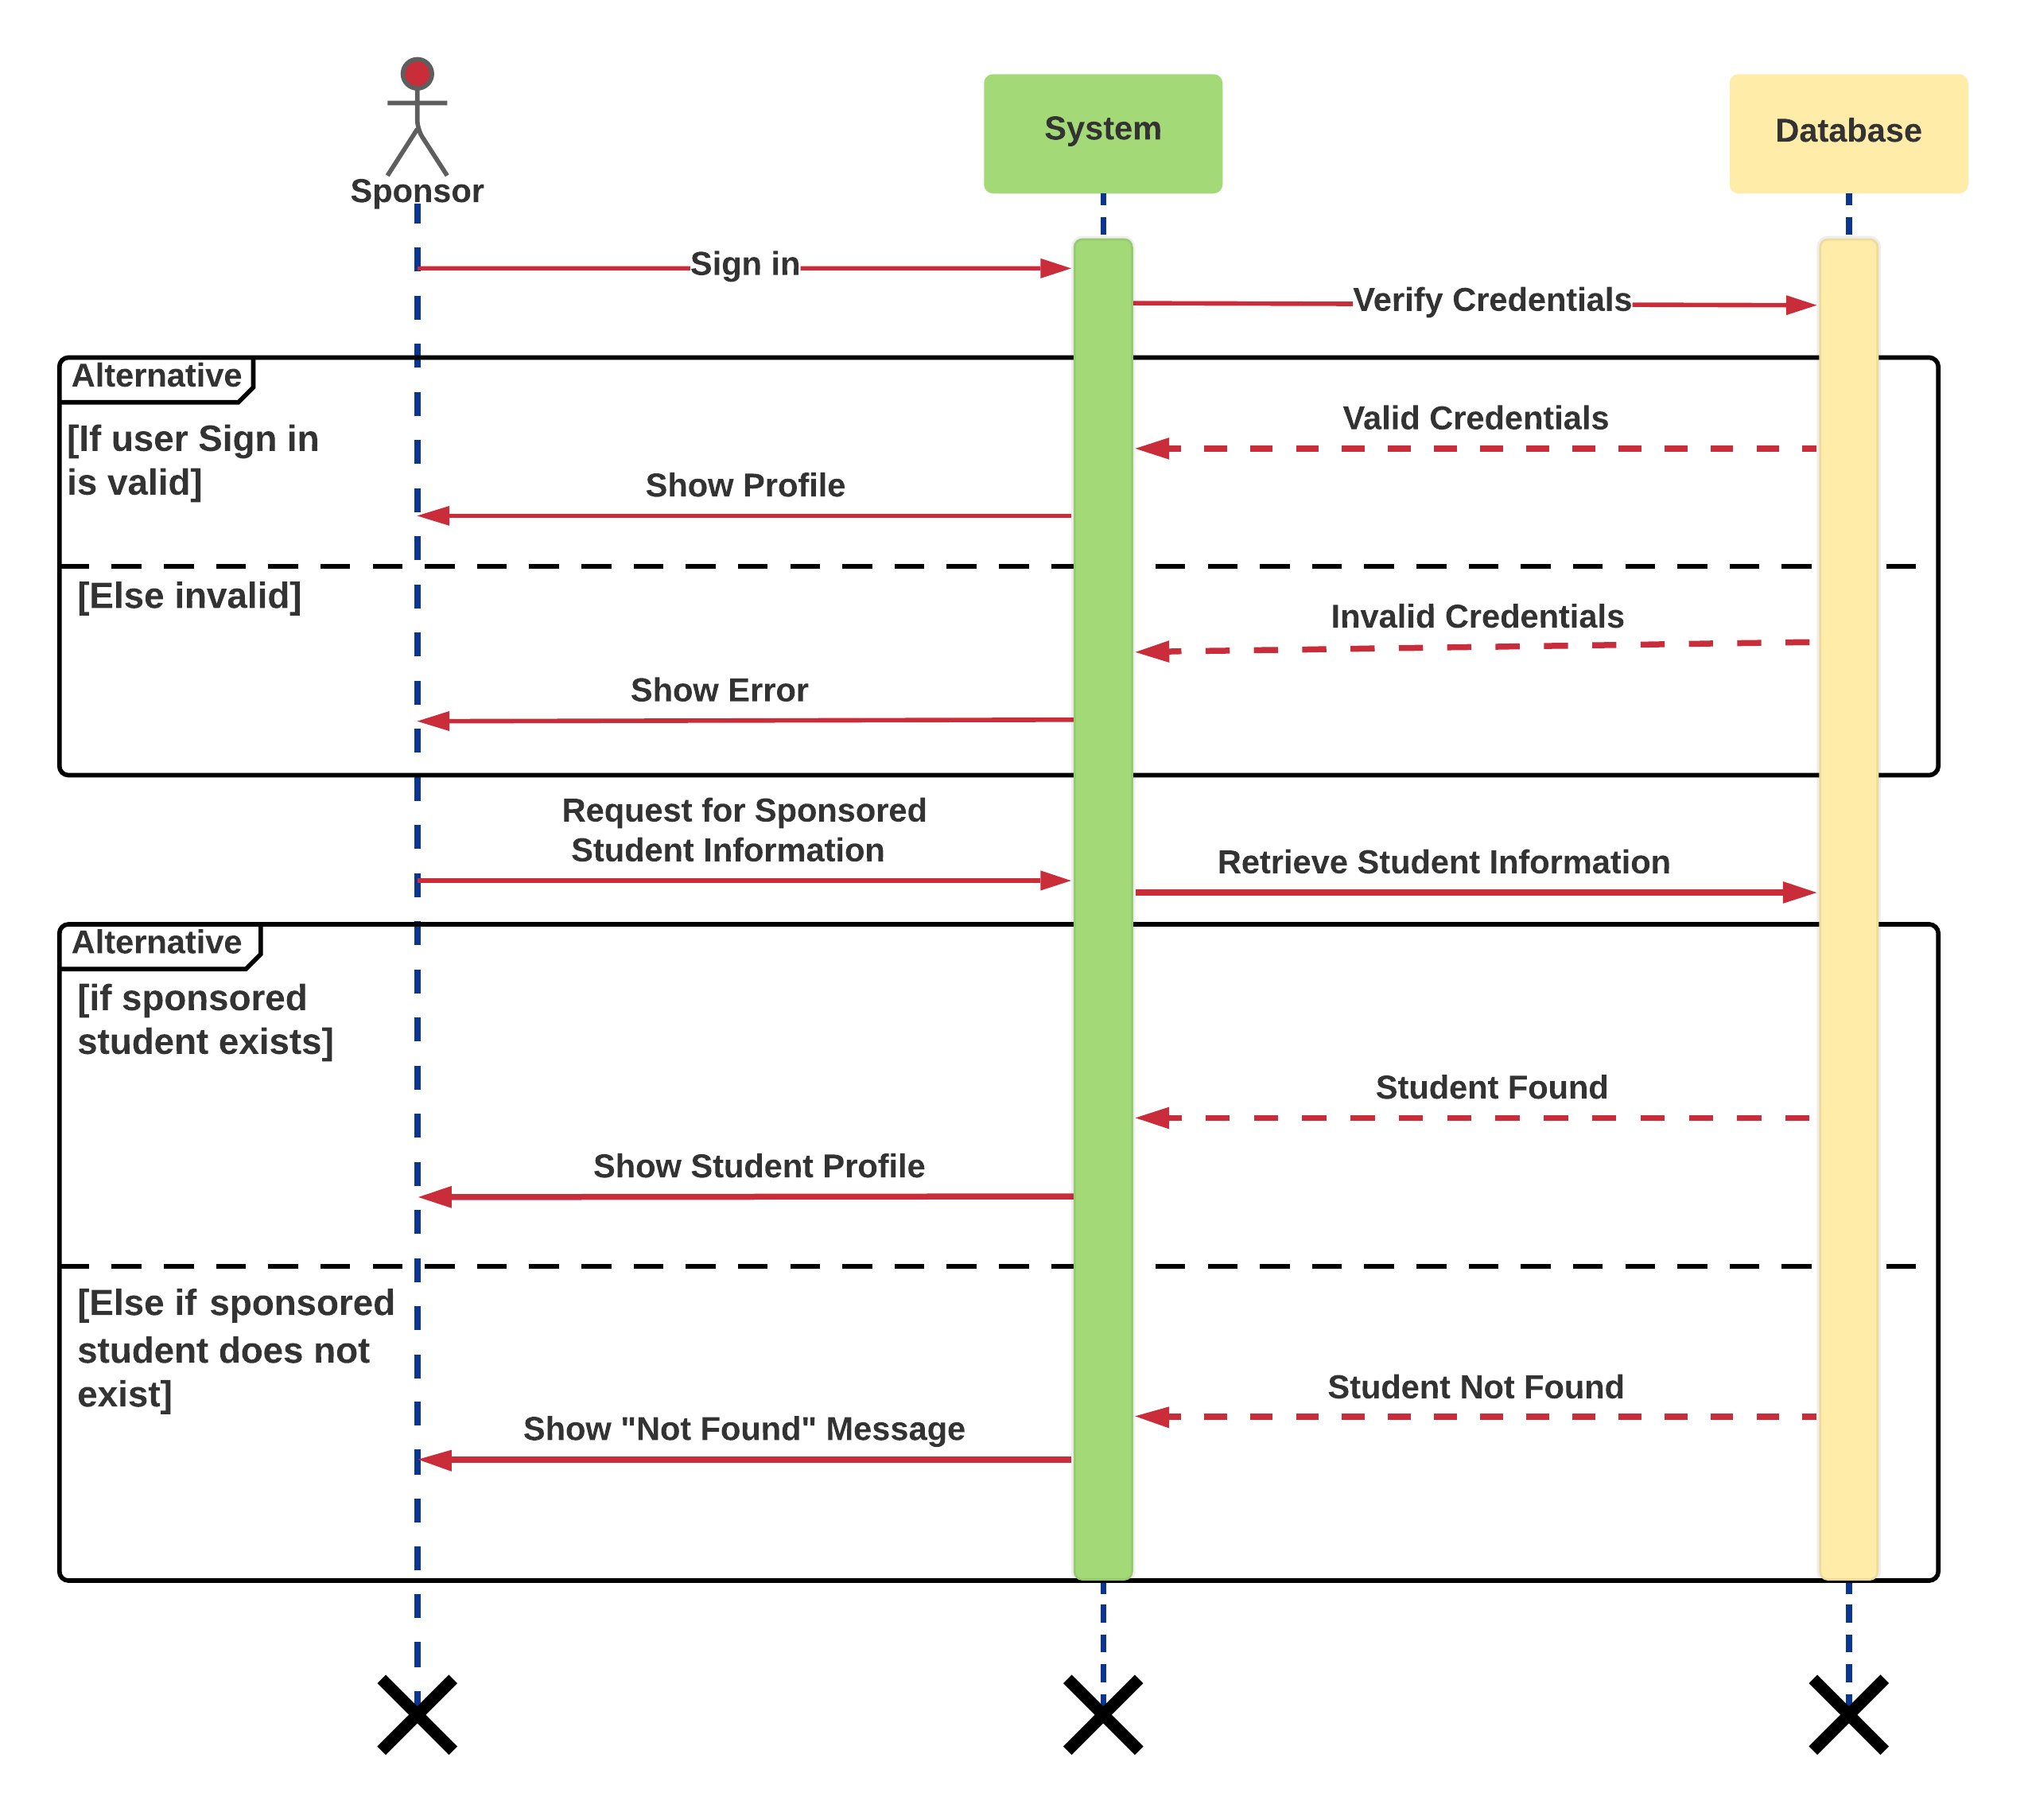 Sponsor
System
Database
Sign in
Verify Credentials
Alternative
[If user Sign in
is valid]
Valid Credentials
Show Profile
[Else invalid]
Invalid Credentials
Show Error
Request for Sponsored
Student Information
Retrieve Student Information
Alternative
[if sponsored
student exists]
Student Found
Show Student Profile
[Else if sponsored
student does not
exist]
Student Not Found
Show "Not Found" Message